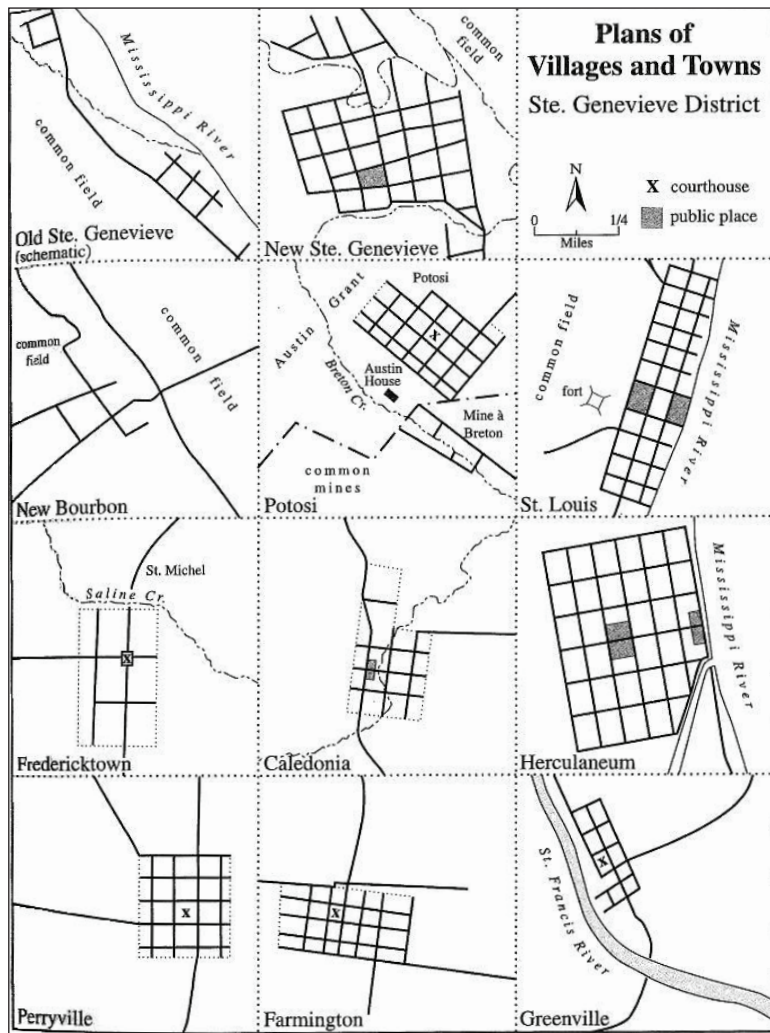 Plans of
Villages and Towns
Ste. Genevieve District
N
X courthouse
public place
0 1/4
Miles
Mississippi River
common field
Old Ste. Genevieve
(schematic)
common
field
New Ste. Genevieve
common
field
common
field
New Bourbon
Austin Grant
Potosi
X
Austin
House
Breton Cr.
Mine à
Breton
common
mines
Potosi
common field
fort
Mississippi River
St. Louis
St. Michel
Saline Cr.
X
Fredericktown
Caledonia
Mississippi River
Herculaneum
X
Perryville
X
Farmington
X
St. Francis River
Greenville